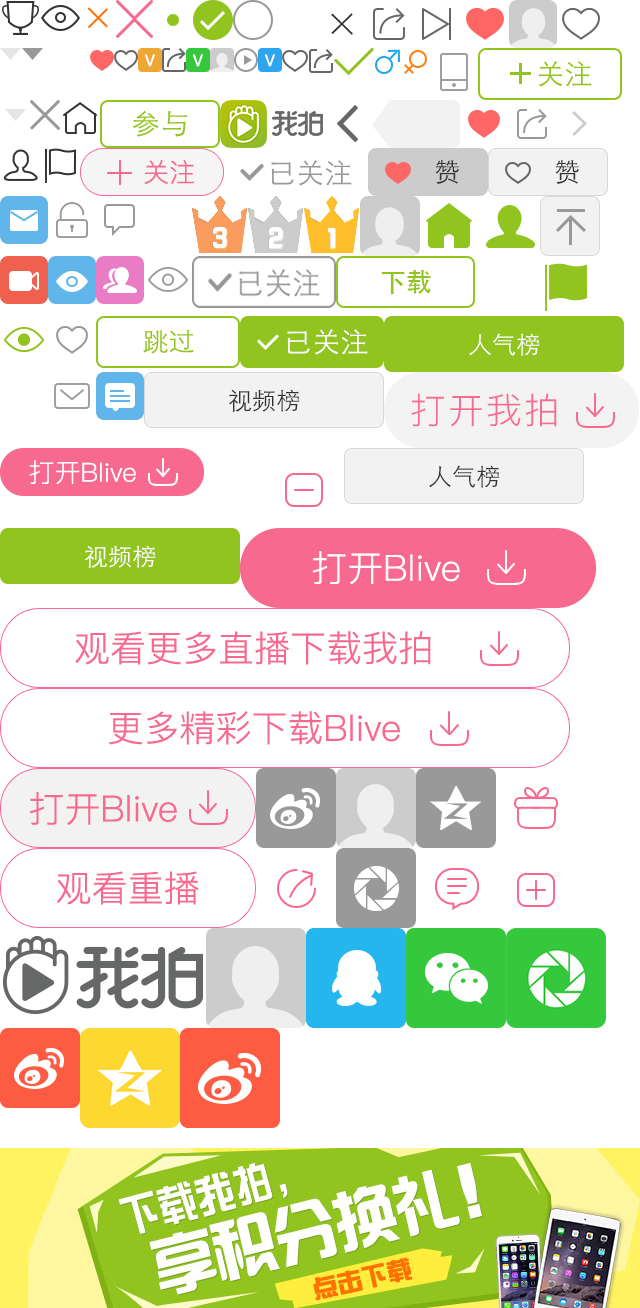 V V V
+关注
参与
我拍
+ 关注
已关注
赞
赞
3 2 1
已关注
下载
跳过
已关注
人气榜
视频榜
打开我拍
打开Blive
人气榜
视频榜
打开Blive
观看更多直播下载我拍
更多精彩下载Blive
打开Blive
观看重播
我拍
下载我拍，
享积分换礼！
点击下载